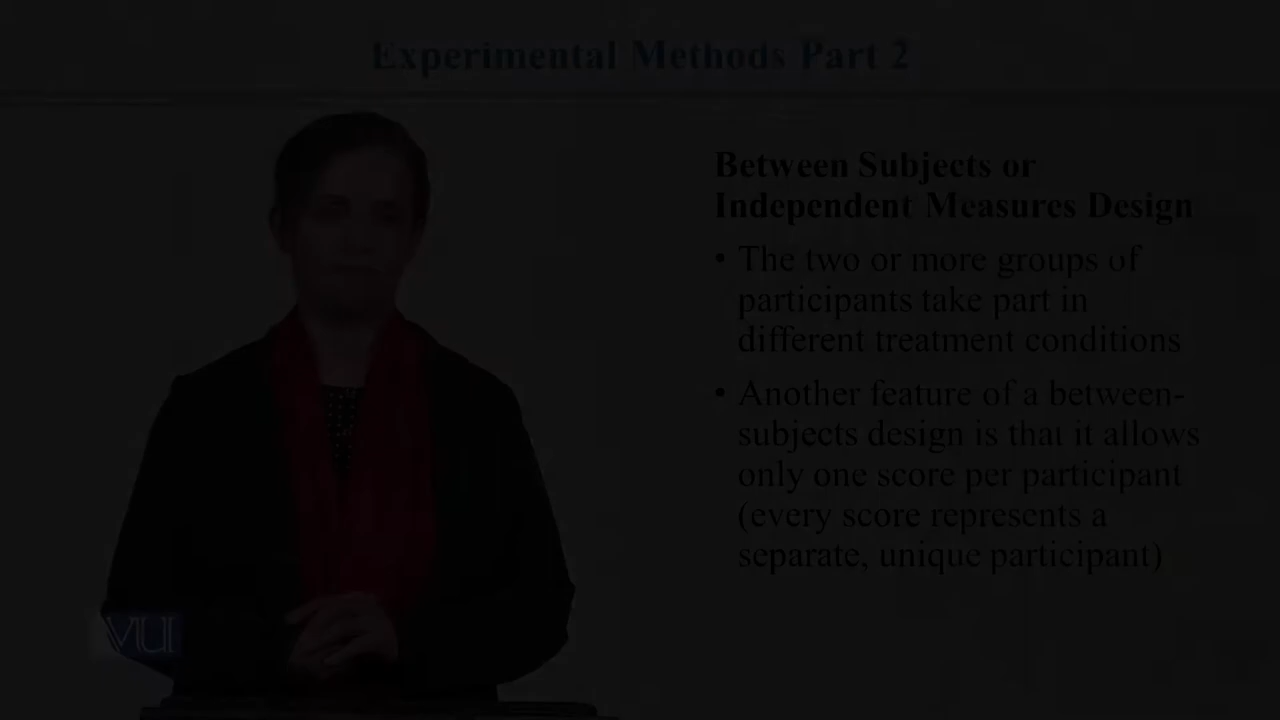 Experimental Methods Part 2
Between Subjects or
Independent Measures Design
• The two or more groups of
participants take part in
different treatment conditions
• Another feature of a between-
subjects design is that it allows
only one score per participant
(every score represents a
separate, unique participant)
VU